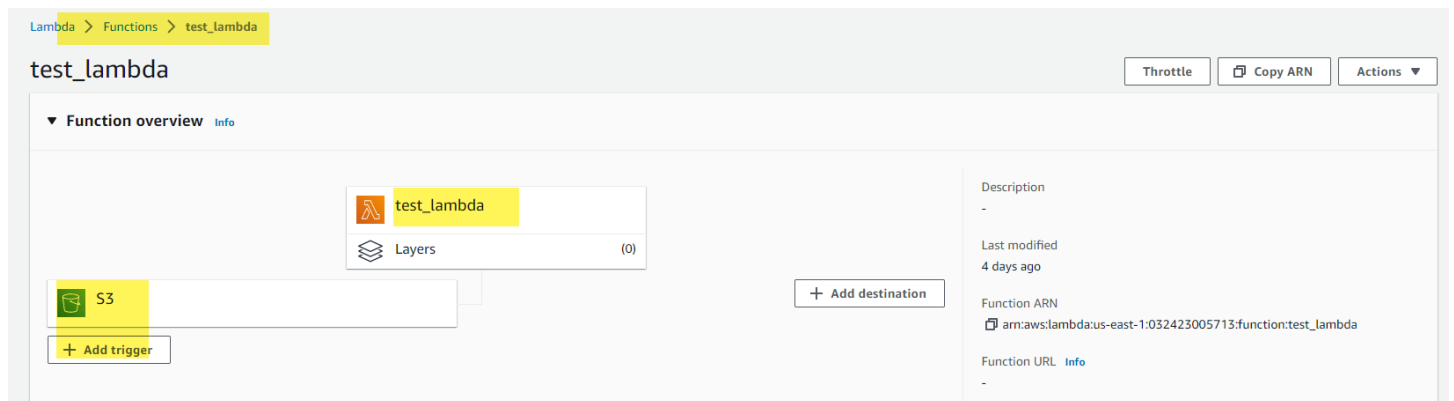 Lambda > Functions > test_lambda
test_lambda
Throttle
Copy ARN
Actions ▼
▼ Function overview Info
test_lambda
Layers (0)
S3
+ Add trigger
+ Add destination
Description
-
Last modified
4 days ago
Function ARN
arn:aws:lambda:us-east-1:032423005713:function:test_lambda
Function URL Info
-